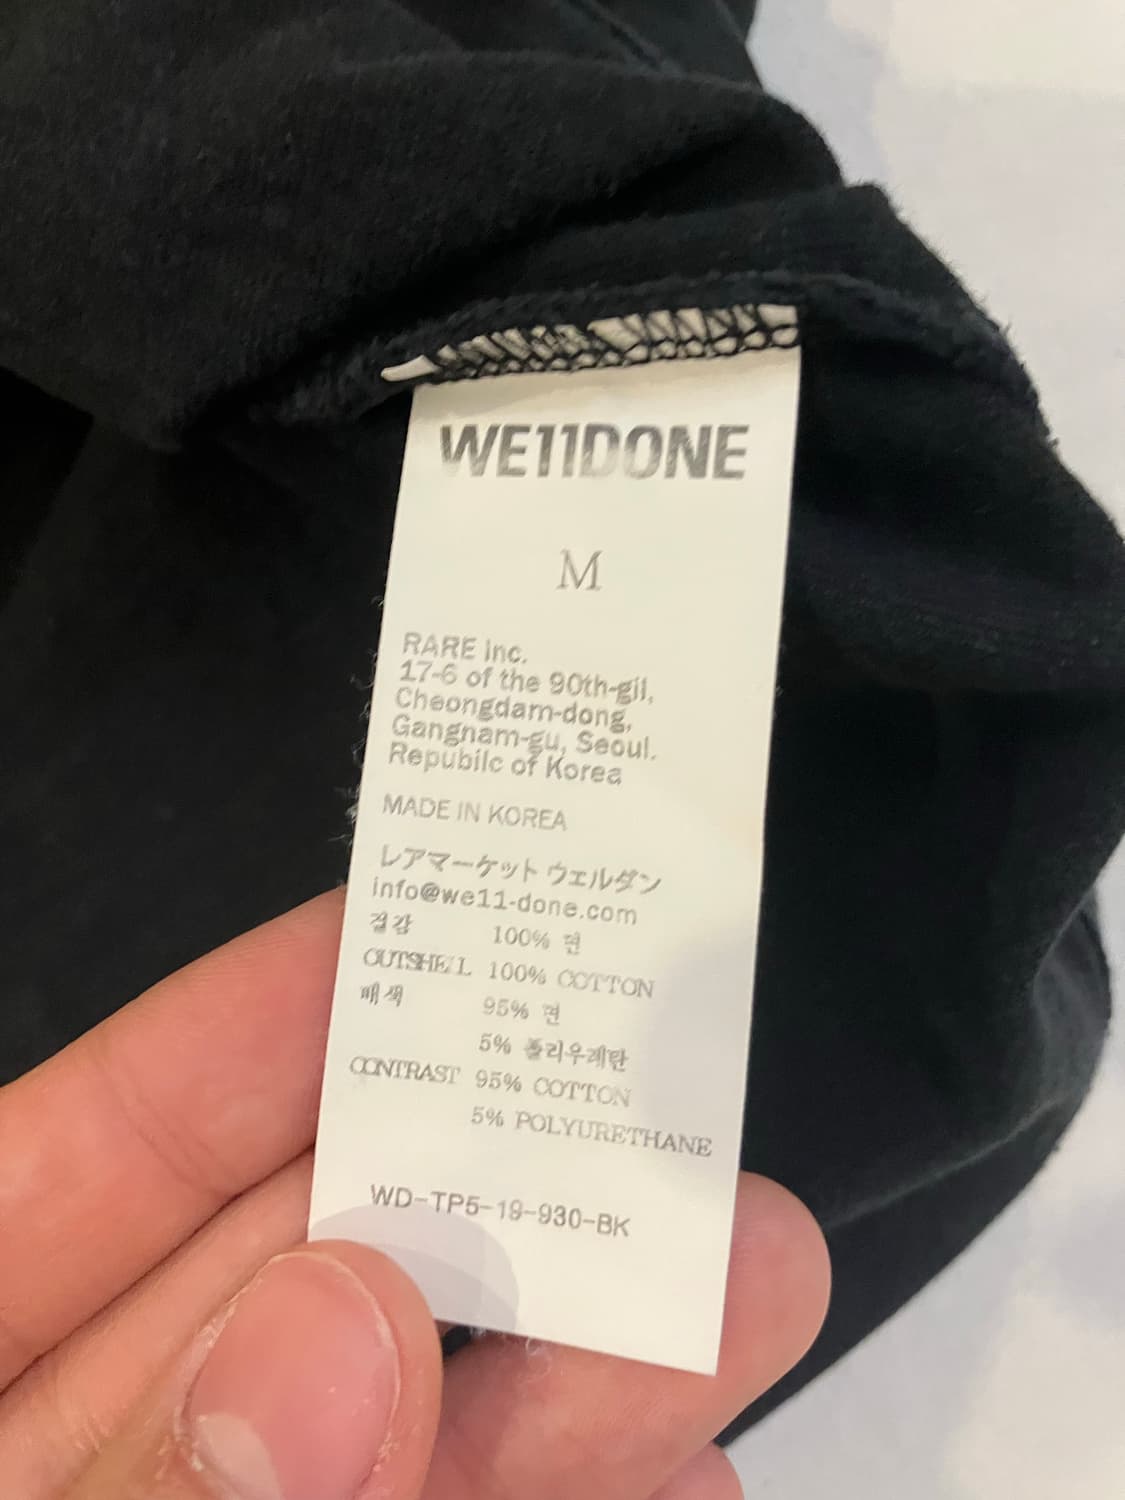 WE11DONE
M
RARE inc.
17-6 of the 90th-gil,
Cheongdam-dong,
Gangnam-gu, Seoul.
Repubilc of Korea
MADE IN KOREA
レアマーケット ウェルダン
info@we11-done.com
겉감 100% 면
OUTSHELL 100% COTTON
배색 95% 면
5% 폴리우레탄
CONTRAST 95% COTTON
5% POLYURETHANE
WD-TP5-19-930-BK